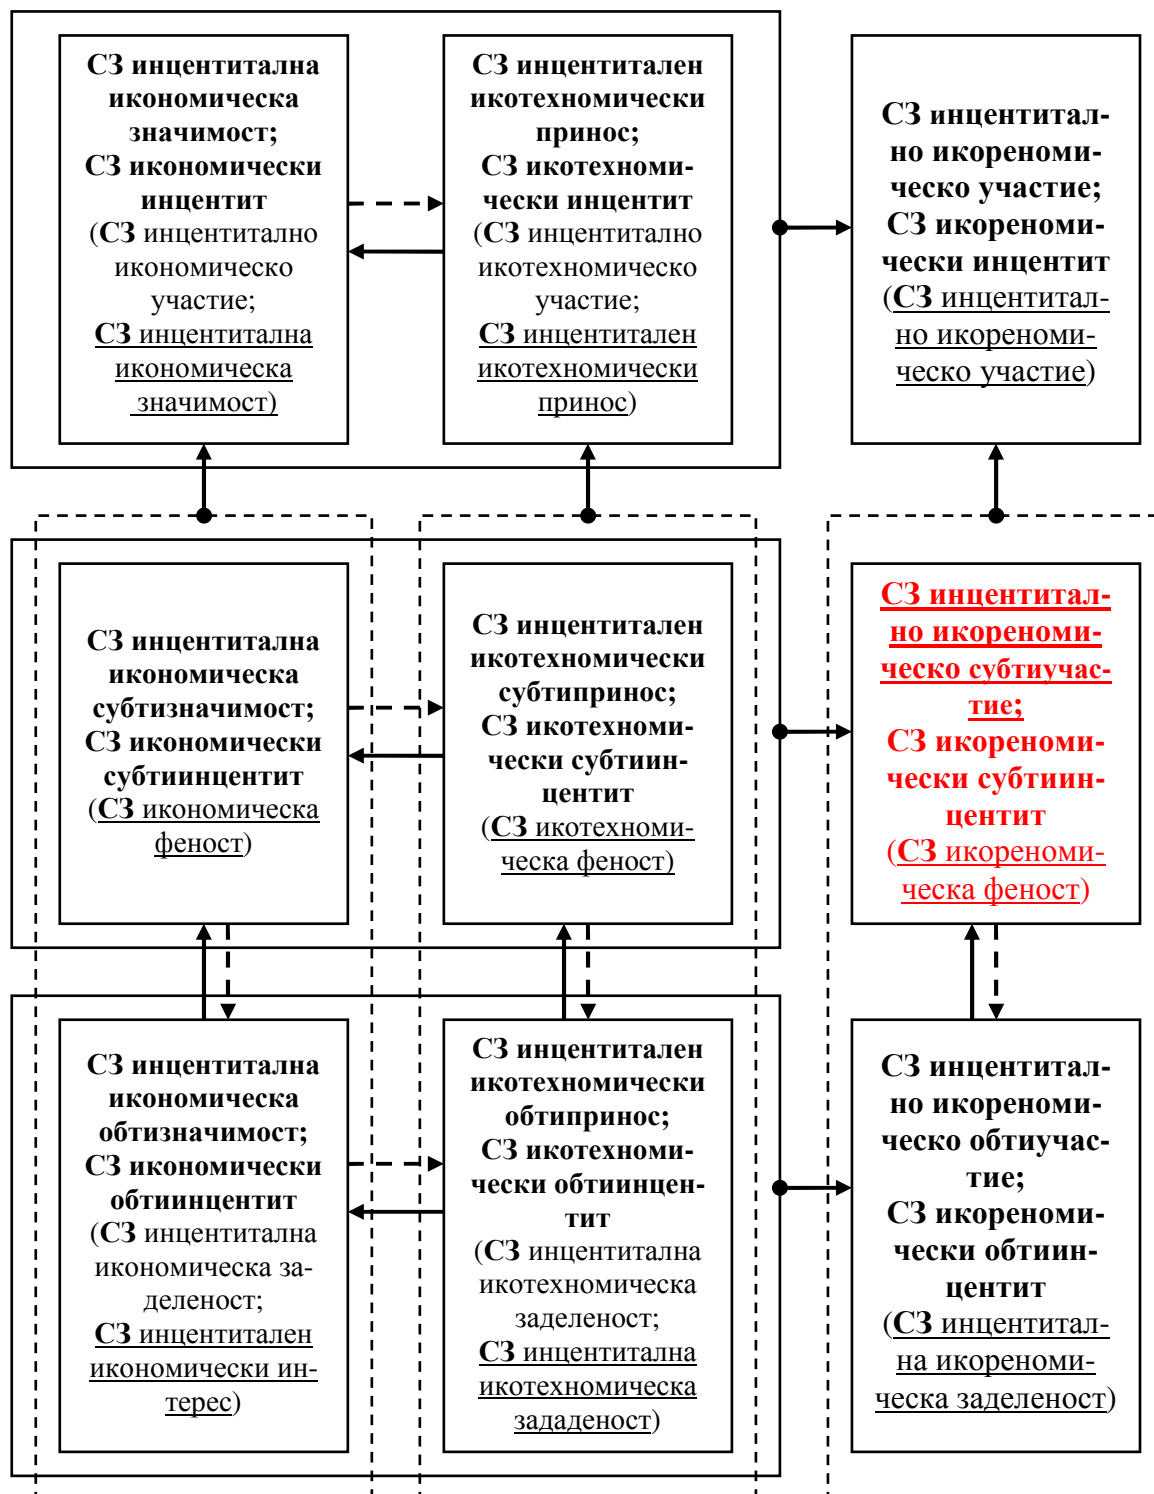 СЗ инцентитална
икономическа
значимост;
СЗ икономически
инцентит
(СЗ инцентитално
икономическо
участие;
СЗ инцентитална
икономическа
значимост)
СЗ инцентитален
икотехномически
принос;
СЗ икотехноми-
чески инцентит
(СЗ инцентитално
икотехномическо
участие;
СЗ инцентитален
икотехномически
принос)
СЗ инцентитал-
но икореноми-
ческо участие;
СЗ икореноми-
чески инцентит
(СЗ инцентитал-
но икореноми-
ческо участие)
СЗ инцентитална
икономическа
субтизначимост;
СЗ икономически
субтиинцентит
(СЗ икономическа
феност)
СЗ инцентитален
икотехномически
субтипринос;
СЗ икотехноми-
чески субтиин-
центит
(СЗ икотехноми-
ческа феност)
СЗ инцентитал-
но икореноми-
ческо субтиучас-
тие;
СЗ икореноми-
чески субтиин-
центит
(СЗ икореноми-
ческа феност)
СЗ инцентитална
икономическа
обтизначимост;
СЗ икономически
обтиинцентит
(СЗ инцентитална
икономическа за-
деленост;
СЗ инцентитален
икономически ин-
терес)
СЗ инцентитален
икотехномически
обтипринос;
СЗ икотехноми-
чески обтиинцен-
тит
(СЗ инцентитална
икотехномическа
заделеност;
СЗ инцентитална
икотехномическа
зададеност)
СЗ инцентитал-
но икореноми-
ческо обтиучас-
тие;
СЗ икореноми-
чески обтиин-
центит
(СЗ инцентитал-
на икореноми-
ческа заделеност)